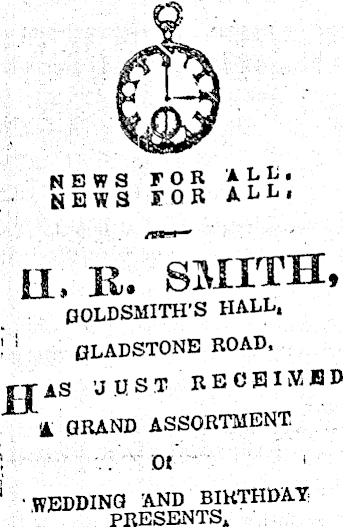 NEWS FOR ALL.
NEWS FOR ALL.
H. R. SMITH,
GOLDSMITH'S HALL,
GLADSTONE ROAD,
HAS JUST RECEIVED
A GRAND ASSORTMENT
Of
WEDDING AND BIRTHDAY
PRESENTS,